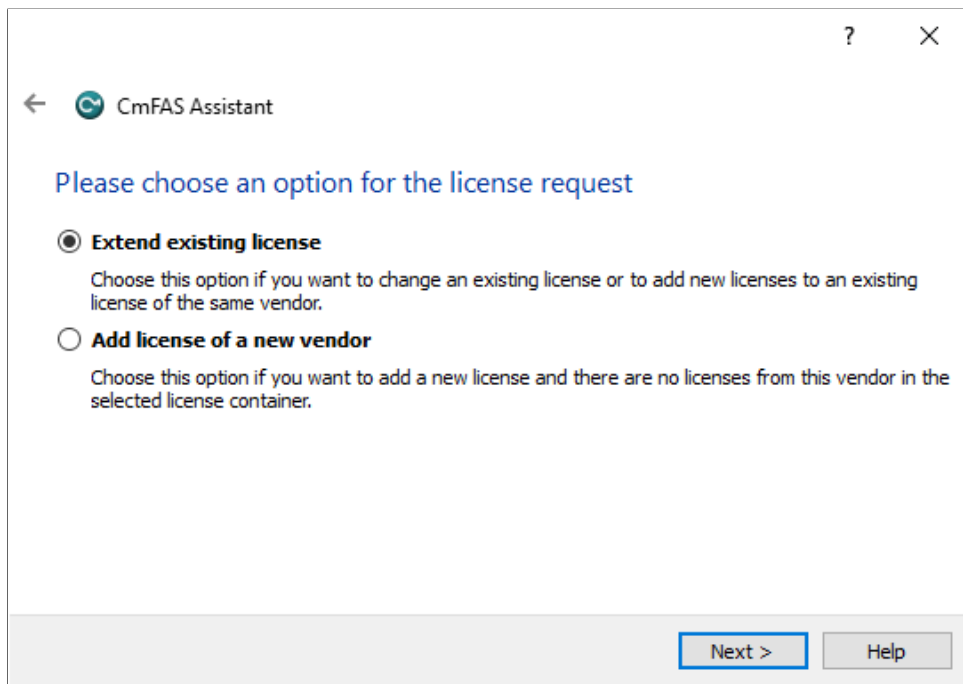 ?
CmFAS Assistant
Please choose an option for the license request
Extend existing license
Choose this option if you want to change an existing license or to add new licenses to an existing
license of the same vendor.
Add license of a new vendor
Choose this option if you want to add a new license and there are no licenses from this vendor in the
selected license container.
Next >
Help